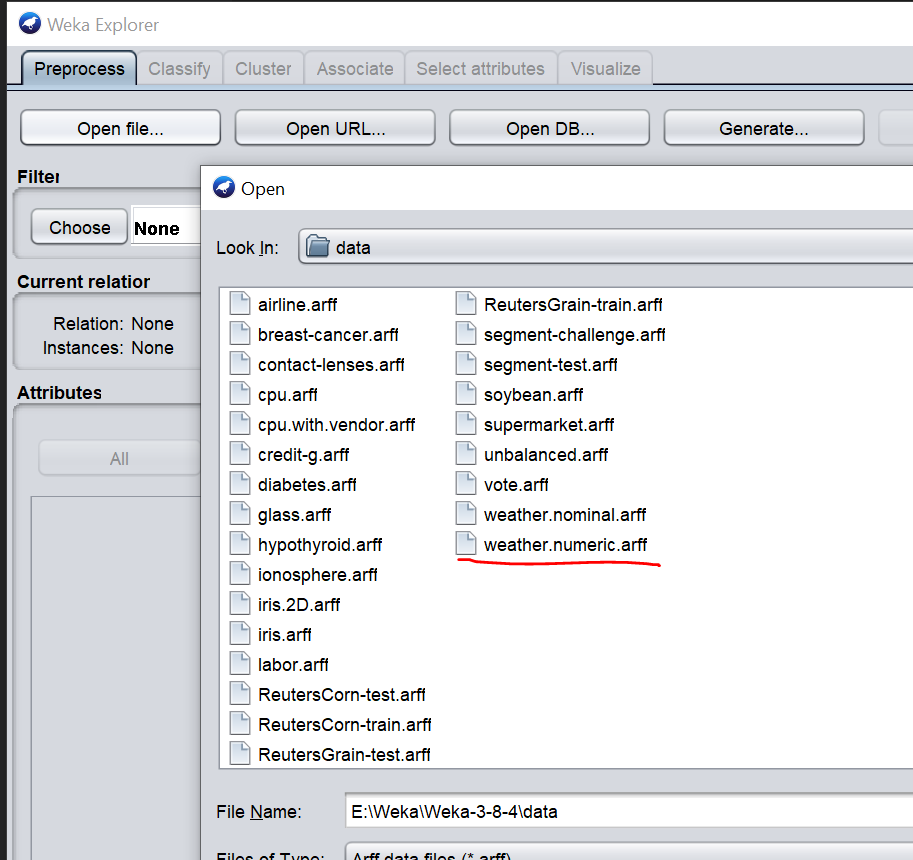 Weka Explorer
Preprocess Classify Cluster Associate Select attributes Visualize
Open file... Open URL... Open DB... Generate...
Filter
Choose None
Current relation
Relation: None
Instances: None
Attributes
All
Open
Look In: data
airline.arff
breast-cancer.arff
contact-lenses.arff
cpu.arff
cpu.with.vendor.arff
credit-g.arff
diabetes.arff
glass.arff
hypothyroid.arff
ionosphere.arff
iris.2D.arff
iris.arff
labor.arff
ReutersCorn-test.arff
ReutersCorn-train.arff
ReutersGrain-test.arff
ReutersGrain-train.arff
segment-challenge.arff
segment-test.arff
soybean.arff
supermarket.arff
unbalanced.arff
vote.arff
weather.nominal.arff
weather.numeric.arff
File Name: E:\Weka\Weka-3-8-4\data
Files of Type: Arff data files (*.arff)